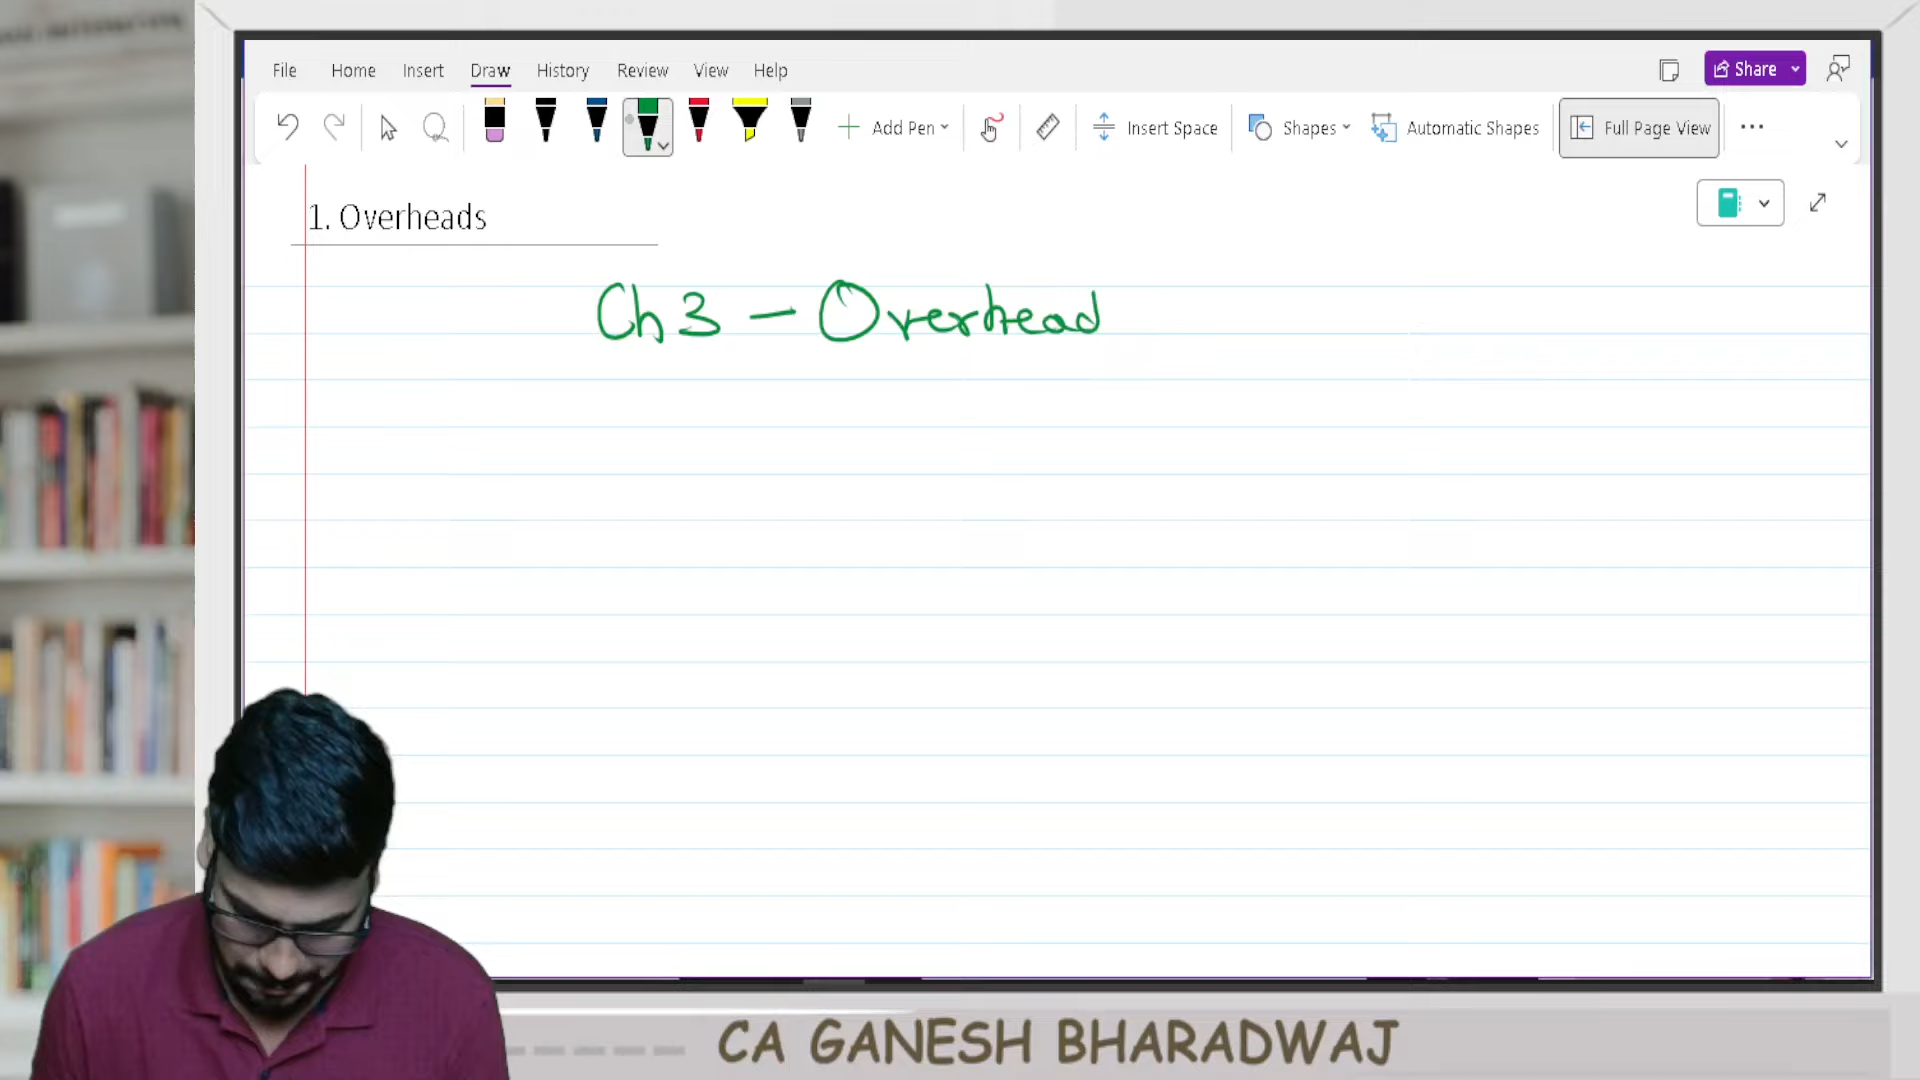 File Home Insert Draw History Review View Help Share
Add Pen Insert Space Shapes Automatic Shapes Full Page View
1. Overheads
Ch 3 - Overhead
CA GANESH BHARADWAJ